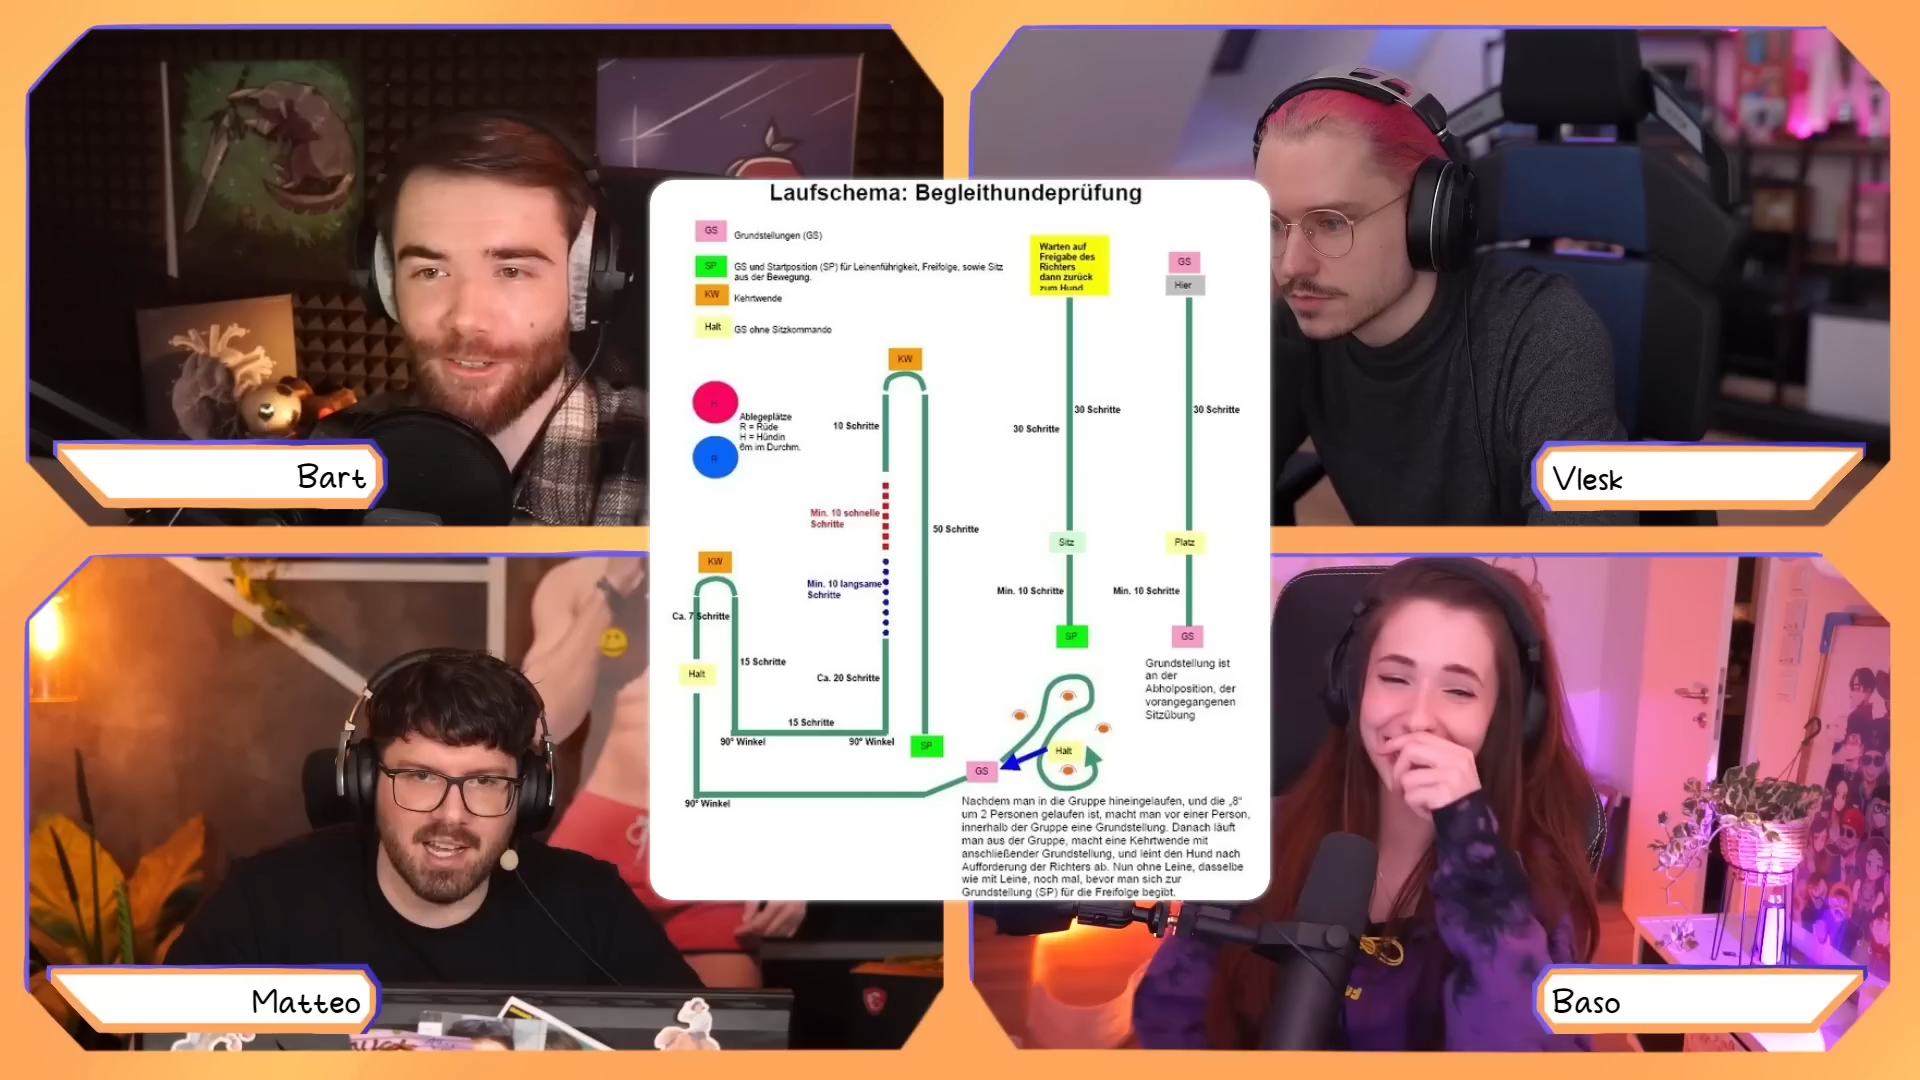 Laufschema: Begleithundeprüfung
GS
Grundstellungen (GS)
SP
GS und Startposition (SP) für Leinenführigkeit, Freifolge, sowie Sitz
aus der Bewegung.
KW
Kehrtwende
Halt
GS ohne Sitzkommando
H
R
Ablegeplätze
R = Rüde
H = Hündin
6m im Durchm.
KW
10 Schritte
Min. 10 schnelle
Schritte
50 Schritte
Min. 10 langsame
Schritte
KW
Ca. 7 Schritte
15 Schritte
Halt
Ca. 20 Schritte
15 Schritte
90° Winkel
90° Winkel
SP
90° Winkel
Warten auf
Freigabe des
Richters
dann zurück
zum Hund
30 Schritte
Sitz
Min. 10 Schritte
SP
GS
Hier
30 Schritte
30 Schritte
Platz
Min. 10 Schritte
GS
Grundstellung ist
an der
Abholposition, der
vorangegangenen
Sitzübung
Halt
GS
Nachdem man in die Gruppe hineingelaufen, und die „8“
um 2 Personen gelaufen ist, macht man vor einer Person,
innerhalb der Gruppe eine Grundstellung. Danach läuft
man aus der Gruppe, macht eine Kehrtwende mit
anschließender Grundstellung, und leint den Hund nach
Aufforderung der Richters ab. Nun ohne Leine, dasselbe
wie mit Leine, noch mal, bevor man sich zur
Grundstellung (SP) für die Freifolge begibt.
Bart
Vlesk
Matteo
Baso